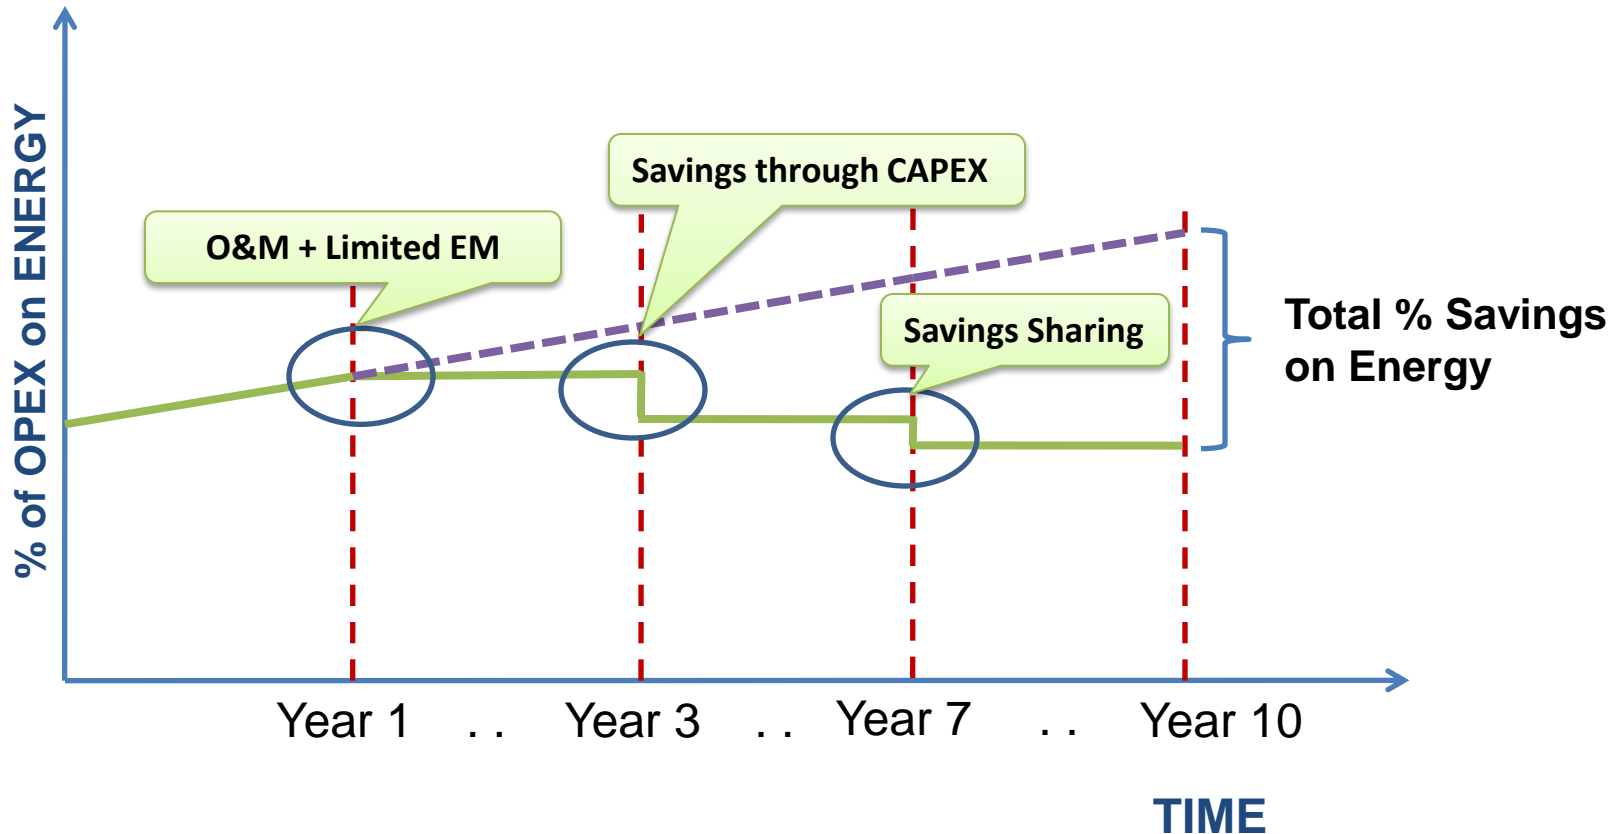 % of OPEX on ENERGY
Savings through CAPEX
O&M + Limited EM
Savings Sharing
Total % Savings
on Energy
Year 1 . . Year 3 . . Year 7 . . Year 10
TIME